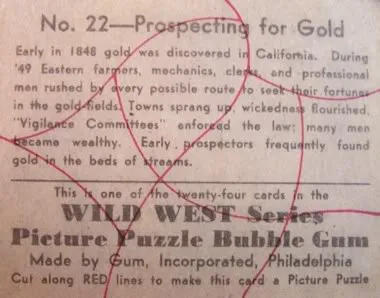 No. 22—Prospecting for Gold
Early in 1848 gold was discovered in California. During
'49 Eastern farmers, mechanics, clerks, and professional
men rushed by every possible route to seek their fortunes
in the gold-fields. Towns sprang up, wickedness flourished.
"Vigilance Committees" enforced the law; many men
became wealthy. Early prospectors frequently found
gold in the beds of streams.
This is one of the twenty-four cards in the
WILD WEST Series
Picture Puzzle Bubble Gum
Made by Gum, Incorporated, Philadelphia
Cut along RED lines to make this card a Picture Puzzle